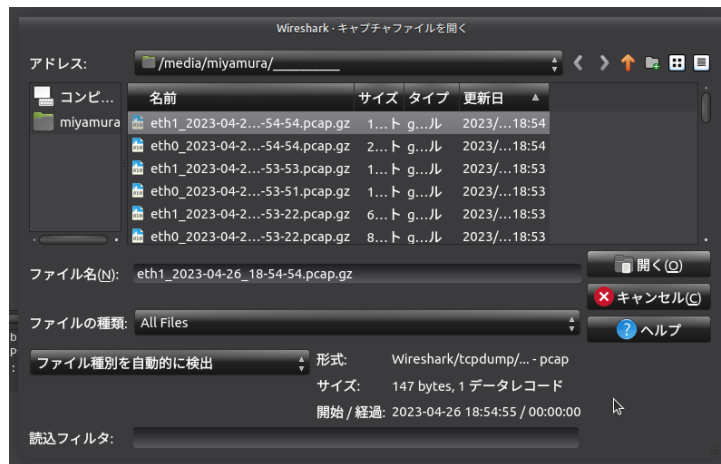 Wireshark · キャプチャファイルを開く
アドレス: /media/miyamura/__________
コンピ...
miyamura
名前 サイズ タイプ 更新日
eth1_2023-04-2...-54-54.pcap.gz 1...ト g...ル 2023/...18:54
eth0_2023-04-2...-54-54.pcap.gz 2...ト g...ル 2023/...18:54
eth1_2023-04-2...-53-53.pcap.gz 1...ト g...ル 2023/...18:53
eth0_2023-04-2...-53-51.pcap.gz 1...ト g...ル 2023/...18:53
eth1_2023-04-2...-53-22.pcap.gz 6...ト g...ル 2023/...18:53
eth0_2023-04-2...-53-22.pcap.gz 8...ト g...ル 2023/...18:53
ファイル名(N): eth1_2023-04-26_18-54-54.pcap.gz
開く(O)
キャンセル(C)
ファイルの種類: All Files
ヘルプ
ファイル種別を自動的に検出
形式: Wireshark/tcpdump/... - pcap
サイズ: 147 bytes, 1 データレコード
開始 / 経過: 2023-04-26 18:54:55 / 00:00:00
読込フィルタ: